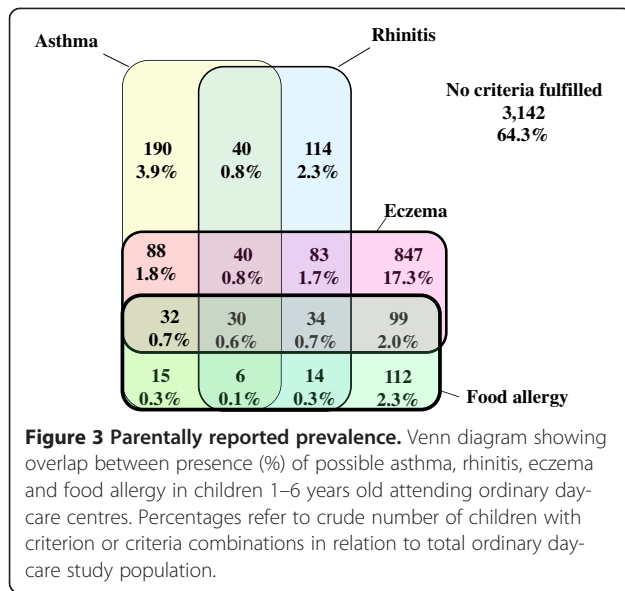 Asthma
Rhinitis
No criteria fulfilled
3,142
64.3%
190 40 114
3.9% 0.8% 2.3%
Eczema
88 40 83 847
1.8% 0.8% 1.7% 17.3%
32 30 34 99
0.7% 0.6% 0.7% 2.0%
15 6 14 112
0.3% 0.1% 0.3% 2.3%
Food allergy
Figure 3 Parentally reported prevalence. Venn diagram showing
overlap between presence (%) of possible asthma, rhinitis, eczema
and food allergy in children 1–6 years old attending ordinary day-
care centres. Percentages refer to crude number of children with
criterion or criteria combinations in relation to total ordinary day-
care study population.